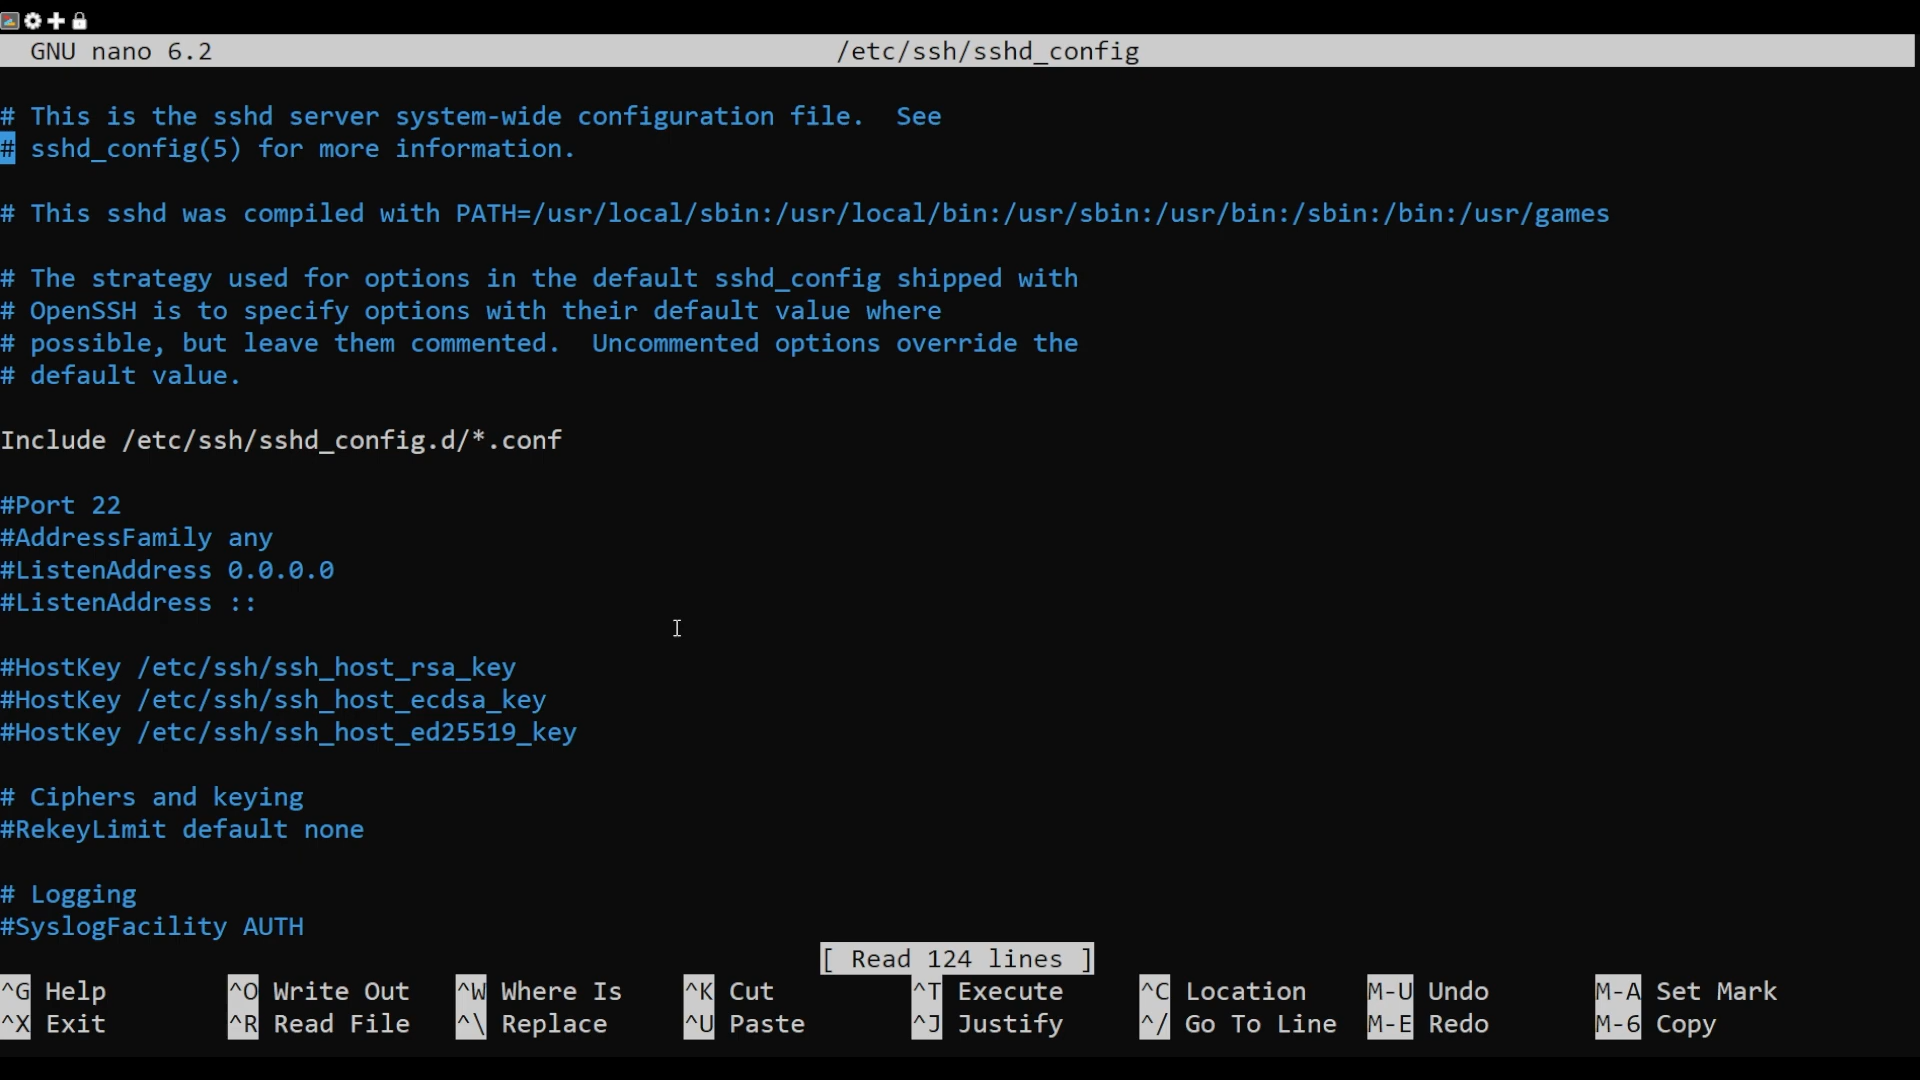 GNU nano 6.2 /etc/ssh/sshd_config
# This is the sshd server system-wide configuration file.  See
# sshd_config(5) for more information.
# This sshd was compiled with PATH=/usr/local/sbin:/usr/local/bin:/usr/sbin:/usr/bin:/sbin:/bin:/usr/games
# The strategy used for options in the default sshd_config shipped with
# OpenSSH is to specify options with their default value where
# possible, but leave them commented.  Uncommented options override the
# default value.
Include /etc/ssh/sshd_config.d/*.conf
#Port 22
#AddressFamily any
#ListenAddress 0.0.0.0
#ListenAddress ::
#HostKey /etc/ssh/ssh_host_rsa_key
#HostKey /etc/ssh/ssh_host_ecdsa_key
#HostKey /etc/ssh/ssh_host_ed25519_key
# Ciphers and keying
#RekeyLimit default none
# Logging
#SyslogFacility AUTH
[ Read 124 lines ]
^G Help ^O Write Out ^W Where Is ^K Cut ^T Execute ^C Location M-U Undo M-A Set Mark
^X Exit ^R Read File ^\ Replace ^U Paste ^J Justify ^/ Go To Line M-E Redo M-6 Copy